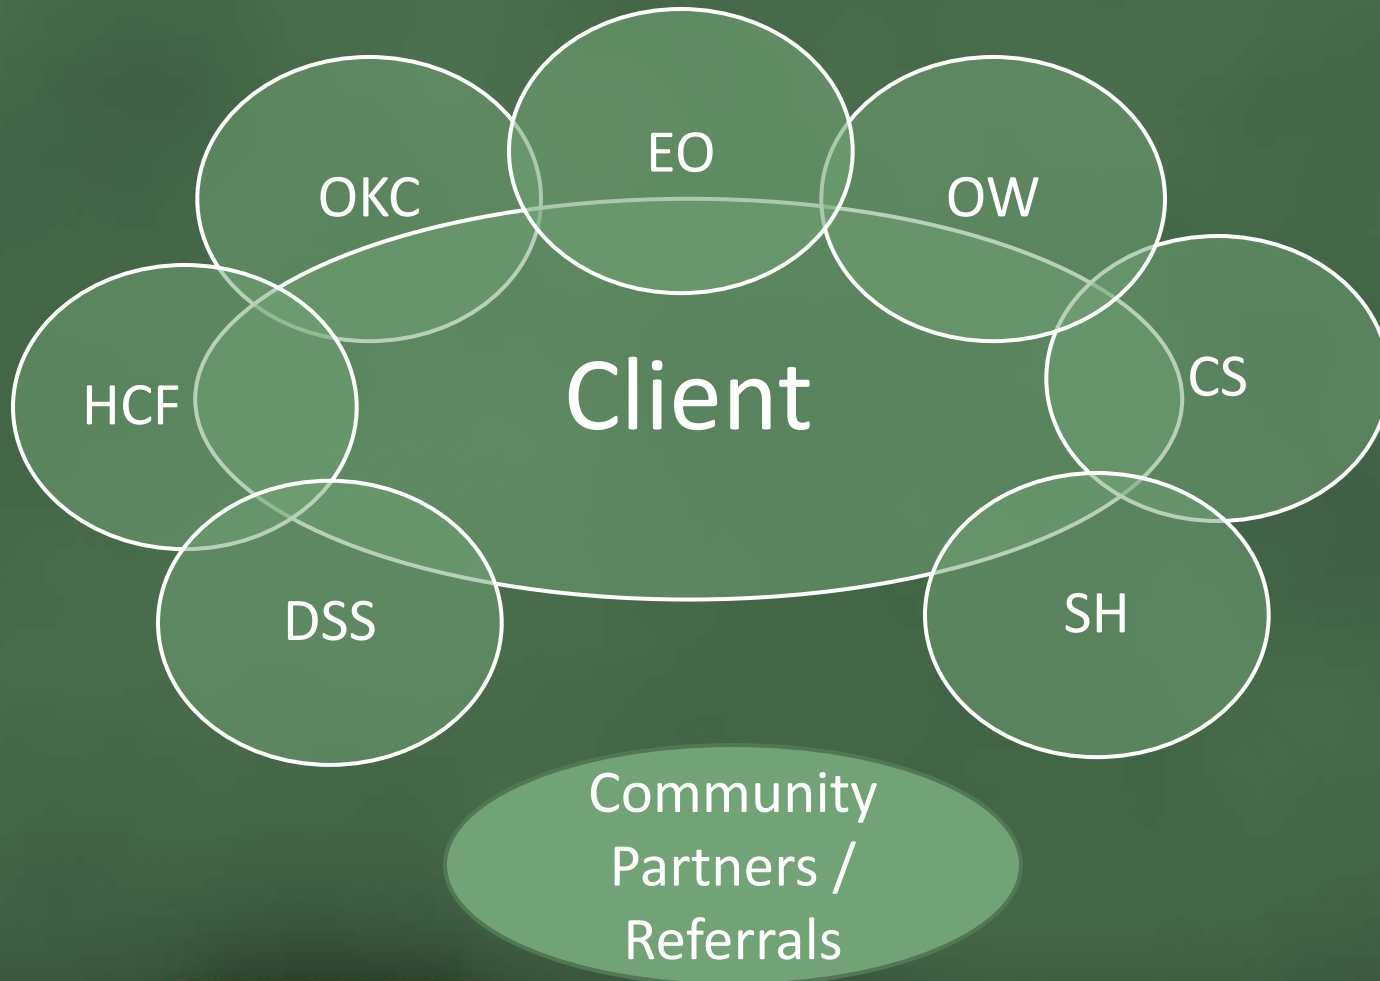 EO
OKC
OW
HCF
Client
CS
DSS
SH
Community
Partners /
Referrals